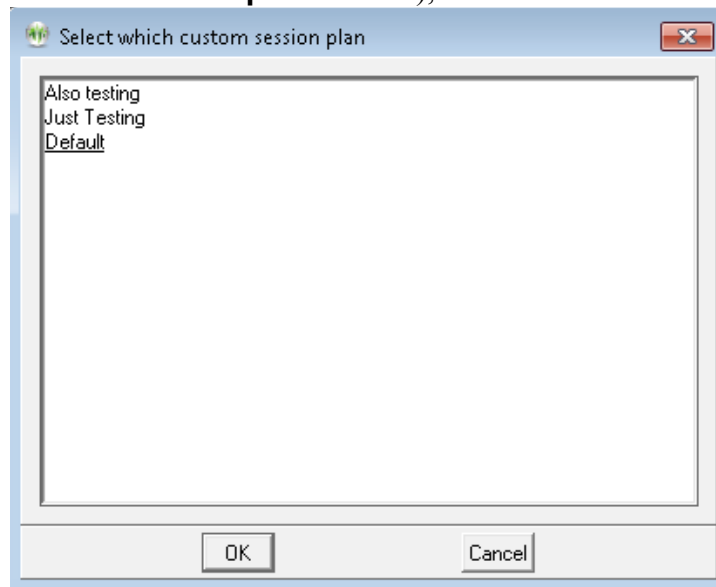 Select which custom session plan
Also testing
Just Testing
Default
OK
Cancel